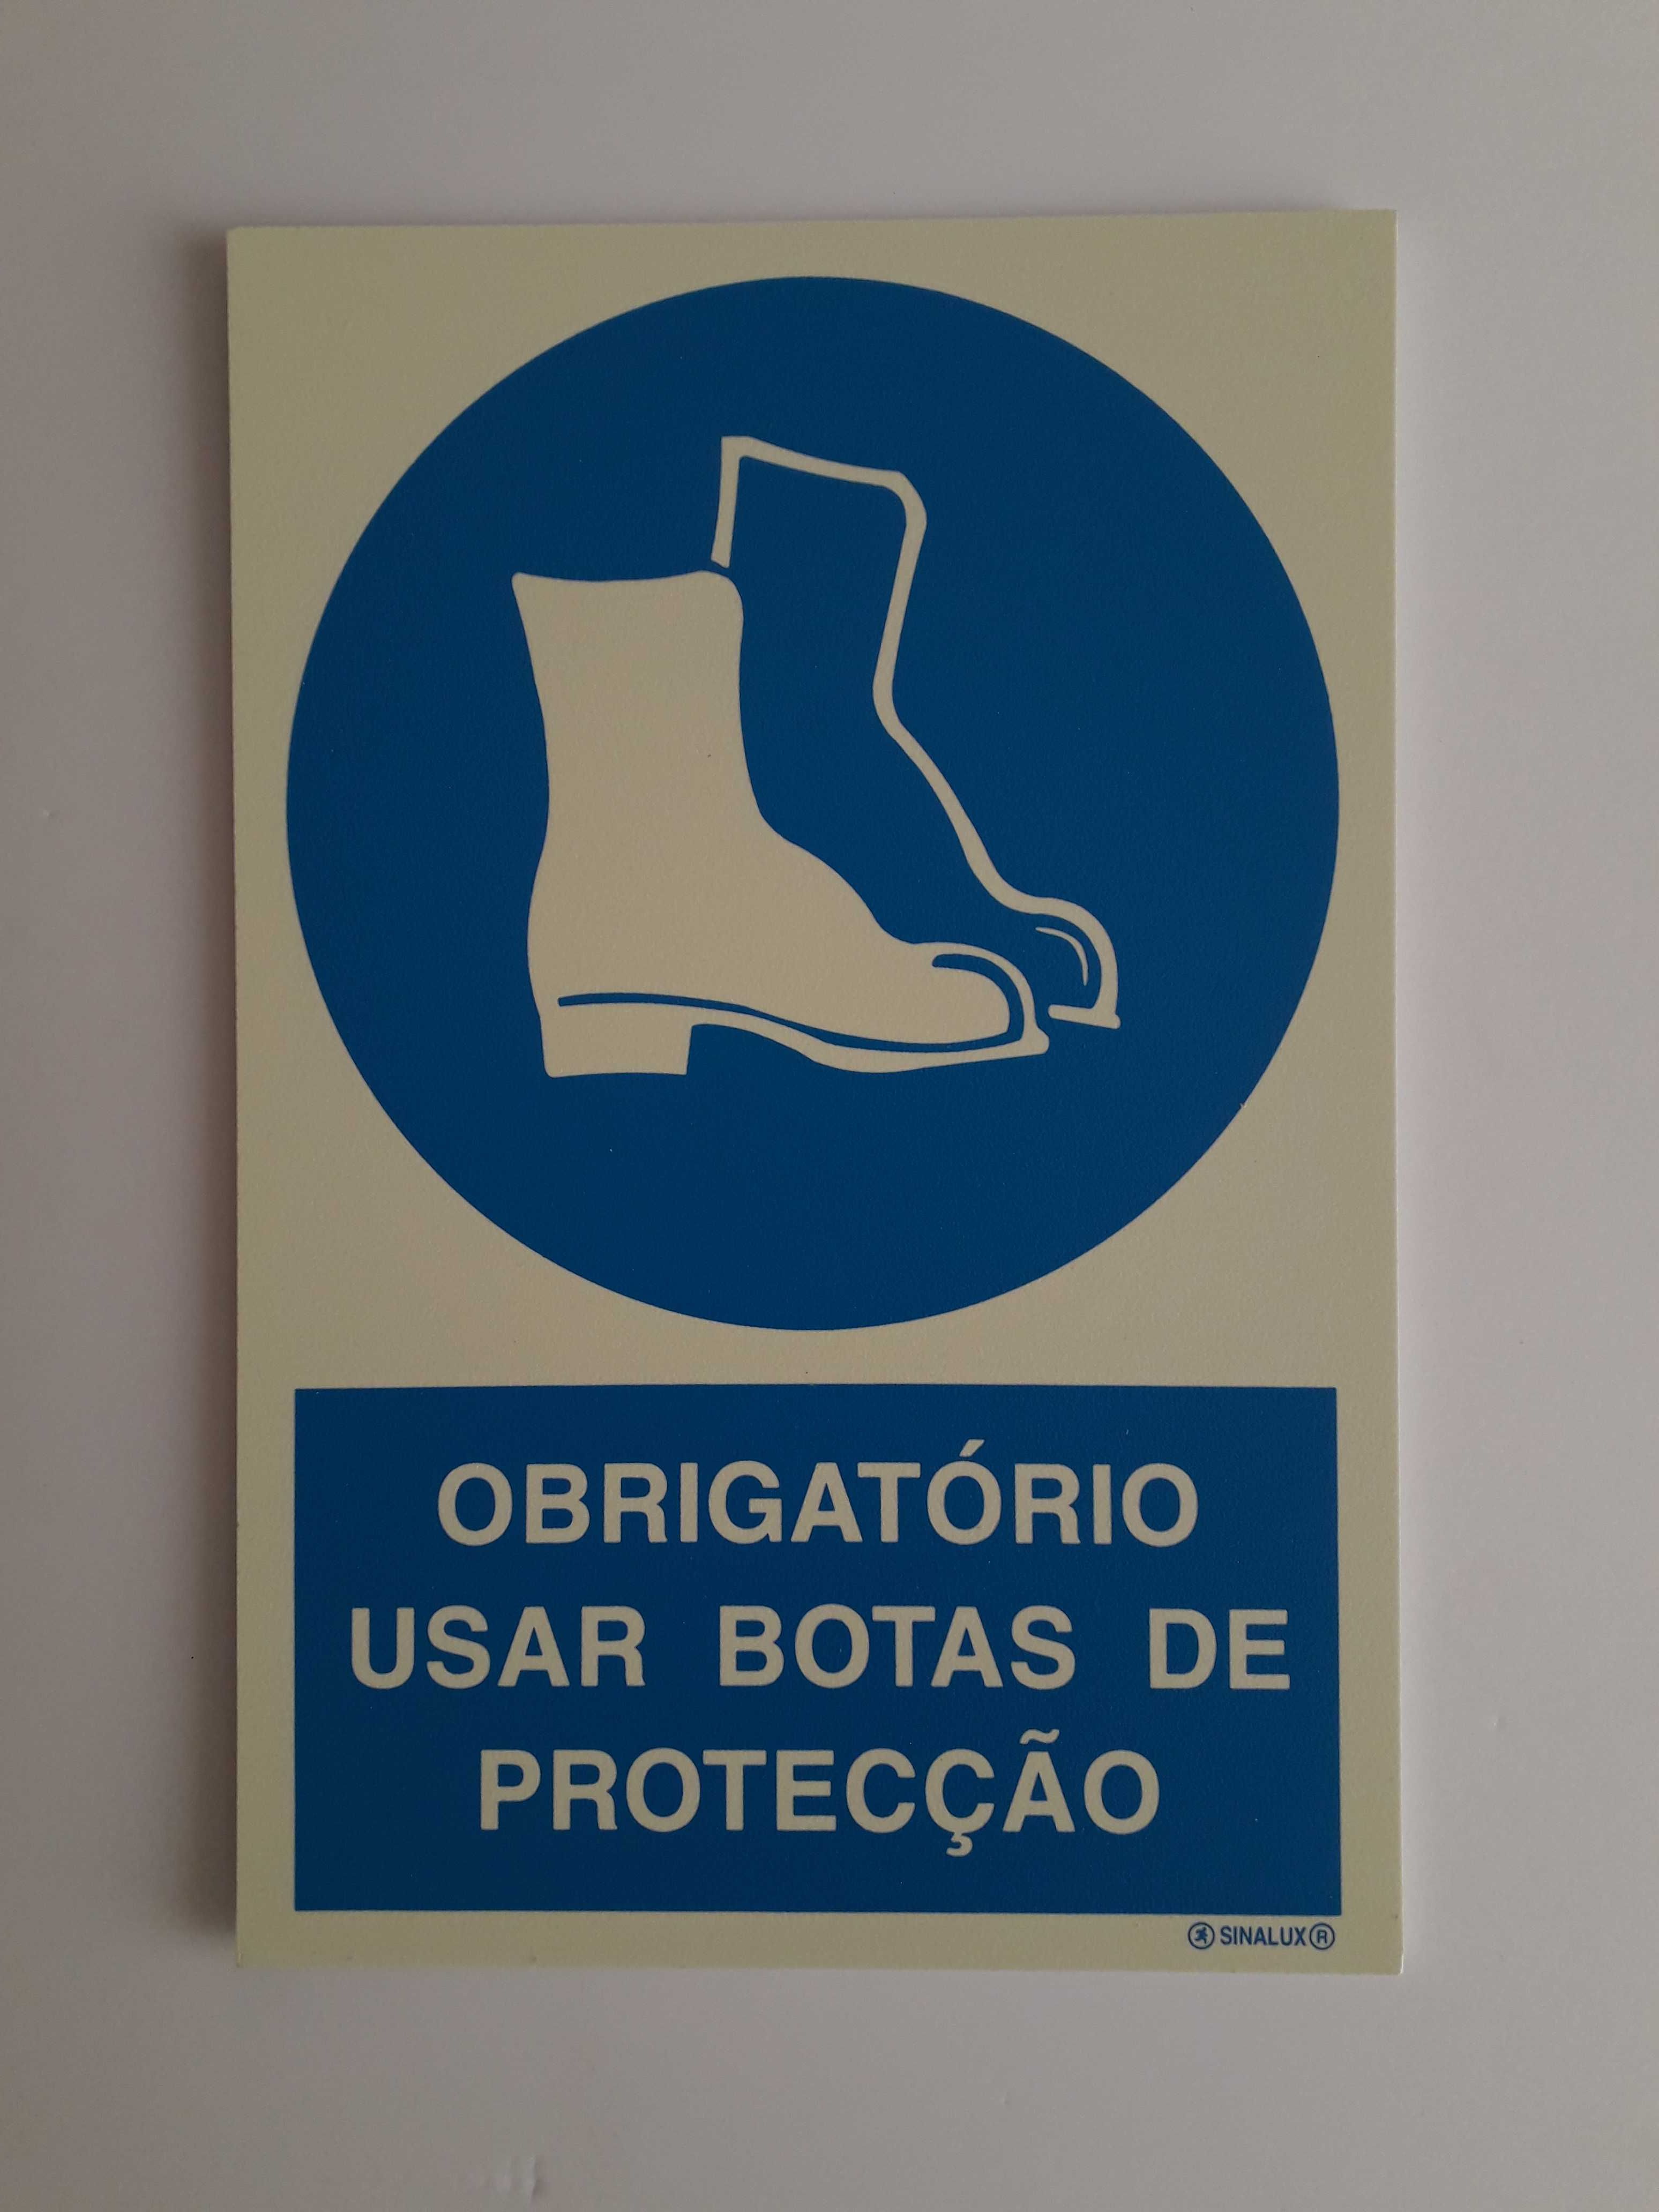 OBRIGATÓRIO
USAR BOTAS DE
PROTECÇÃO
SINALUX®